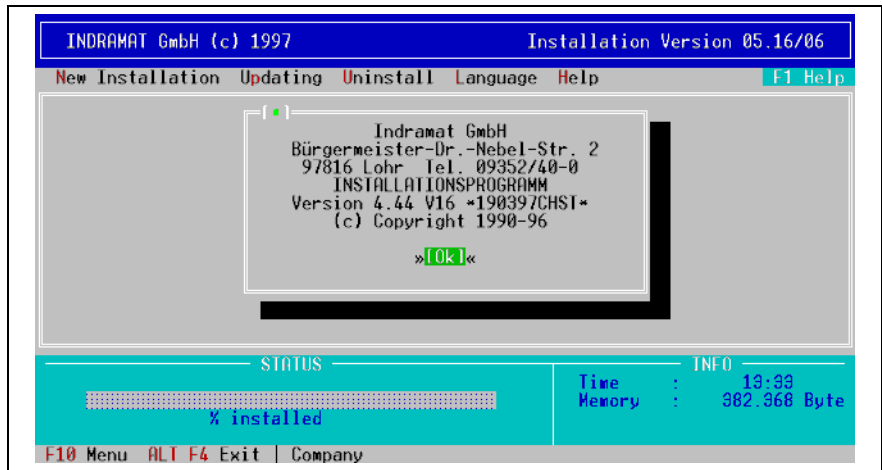 INDRAMAT GmbH (c) 1997 Installation Version 05.16/06
New Installation Updating Uninstall Language Help F1 Help
Indramat GmbH
Bürgermeister-Dr.-Nebel-Str. 2
97816 Lohr Tel. 09352/40-0
INSTALLATIONSPROGRAMM
Version 4.44 V16 *190397CHST*
(c) Copyright 1990-96
»[Ok]«
STATUS INFO
Time : 13:33
Memory : 382.368 Byte
% installed
F10 Menu ALT F4 Exit | Company